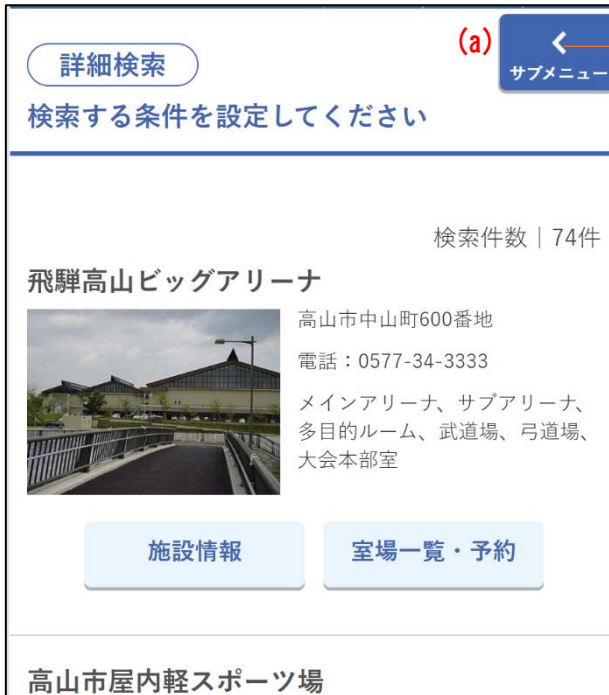 (a)
サブメニュー
詳細検索
検索する条件を設定してください
検索件数｜74件
飛騨高山ビッグアリーナ
高山市中山町600番地
電話：0577-34-3333
メインアリーナ、サブアリーナ、
多目的ルーム、武道場、弓道場、
大会本部室
施設情報
室場一覧・予約
高山市屋内軽スポーツ場